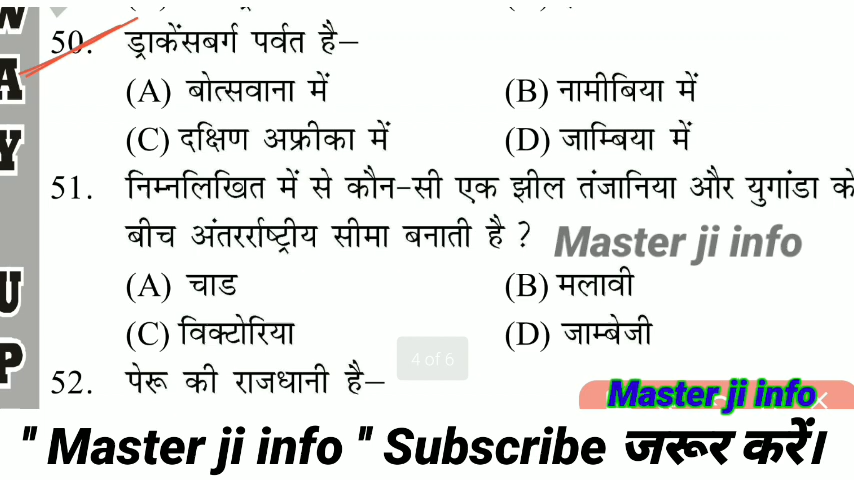 50. ड्राकेंसबर्ग पर्वत है–
(A) बोत्सवाना में (B) नामीबिया में
(C) दक्षिण अफ्रीका में (D) जाम्बिया में
51. निम्नलिखित में से कौन-सी एक झील तंजानिया और युगांडा के
बीच अंतरर्राष्ट्रीय सीमा बनाती है ? Master ji info
(A) चाड (B) मलावी
(C) विक्टोरिया (D) जाम्बेजी
4 of 6
52. पेरू की राजधानी है–
Master ji info
" Master ji info " Subscribe जरूर करें।
A
Y
U
P